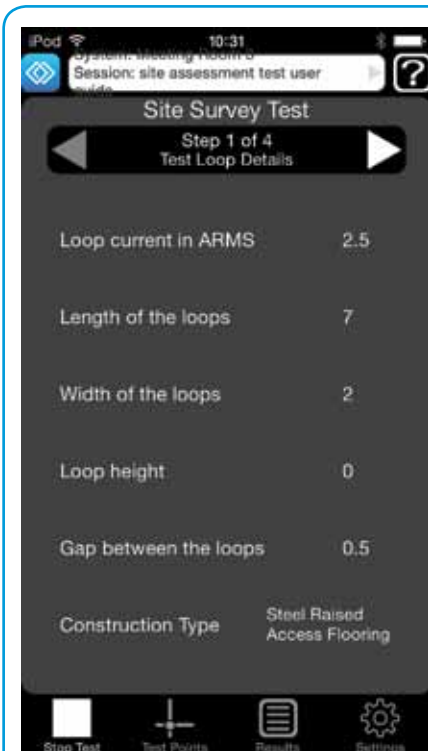 iPod 10:31
System: Meeting Room 3
Session: site assessment test user
guide
?
Site Survey Test
Step 1 of 4
Test Loop Details
Loop current in ARMS 2.5
Length of the loops 7
Width of the loops 2
Loop height 0
Gap between the loops 0.5
Construction Type Steel Raised
Access Flooring
Stop Test Test Points Results Settings